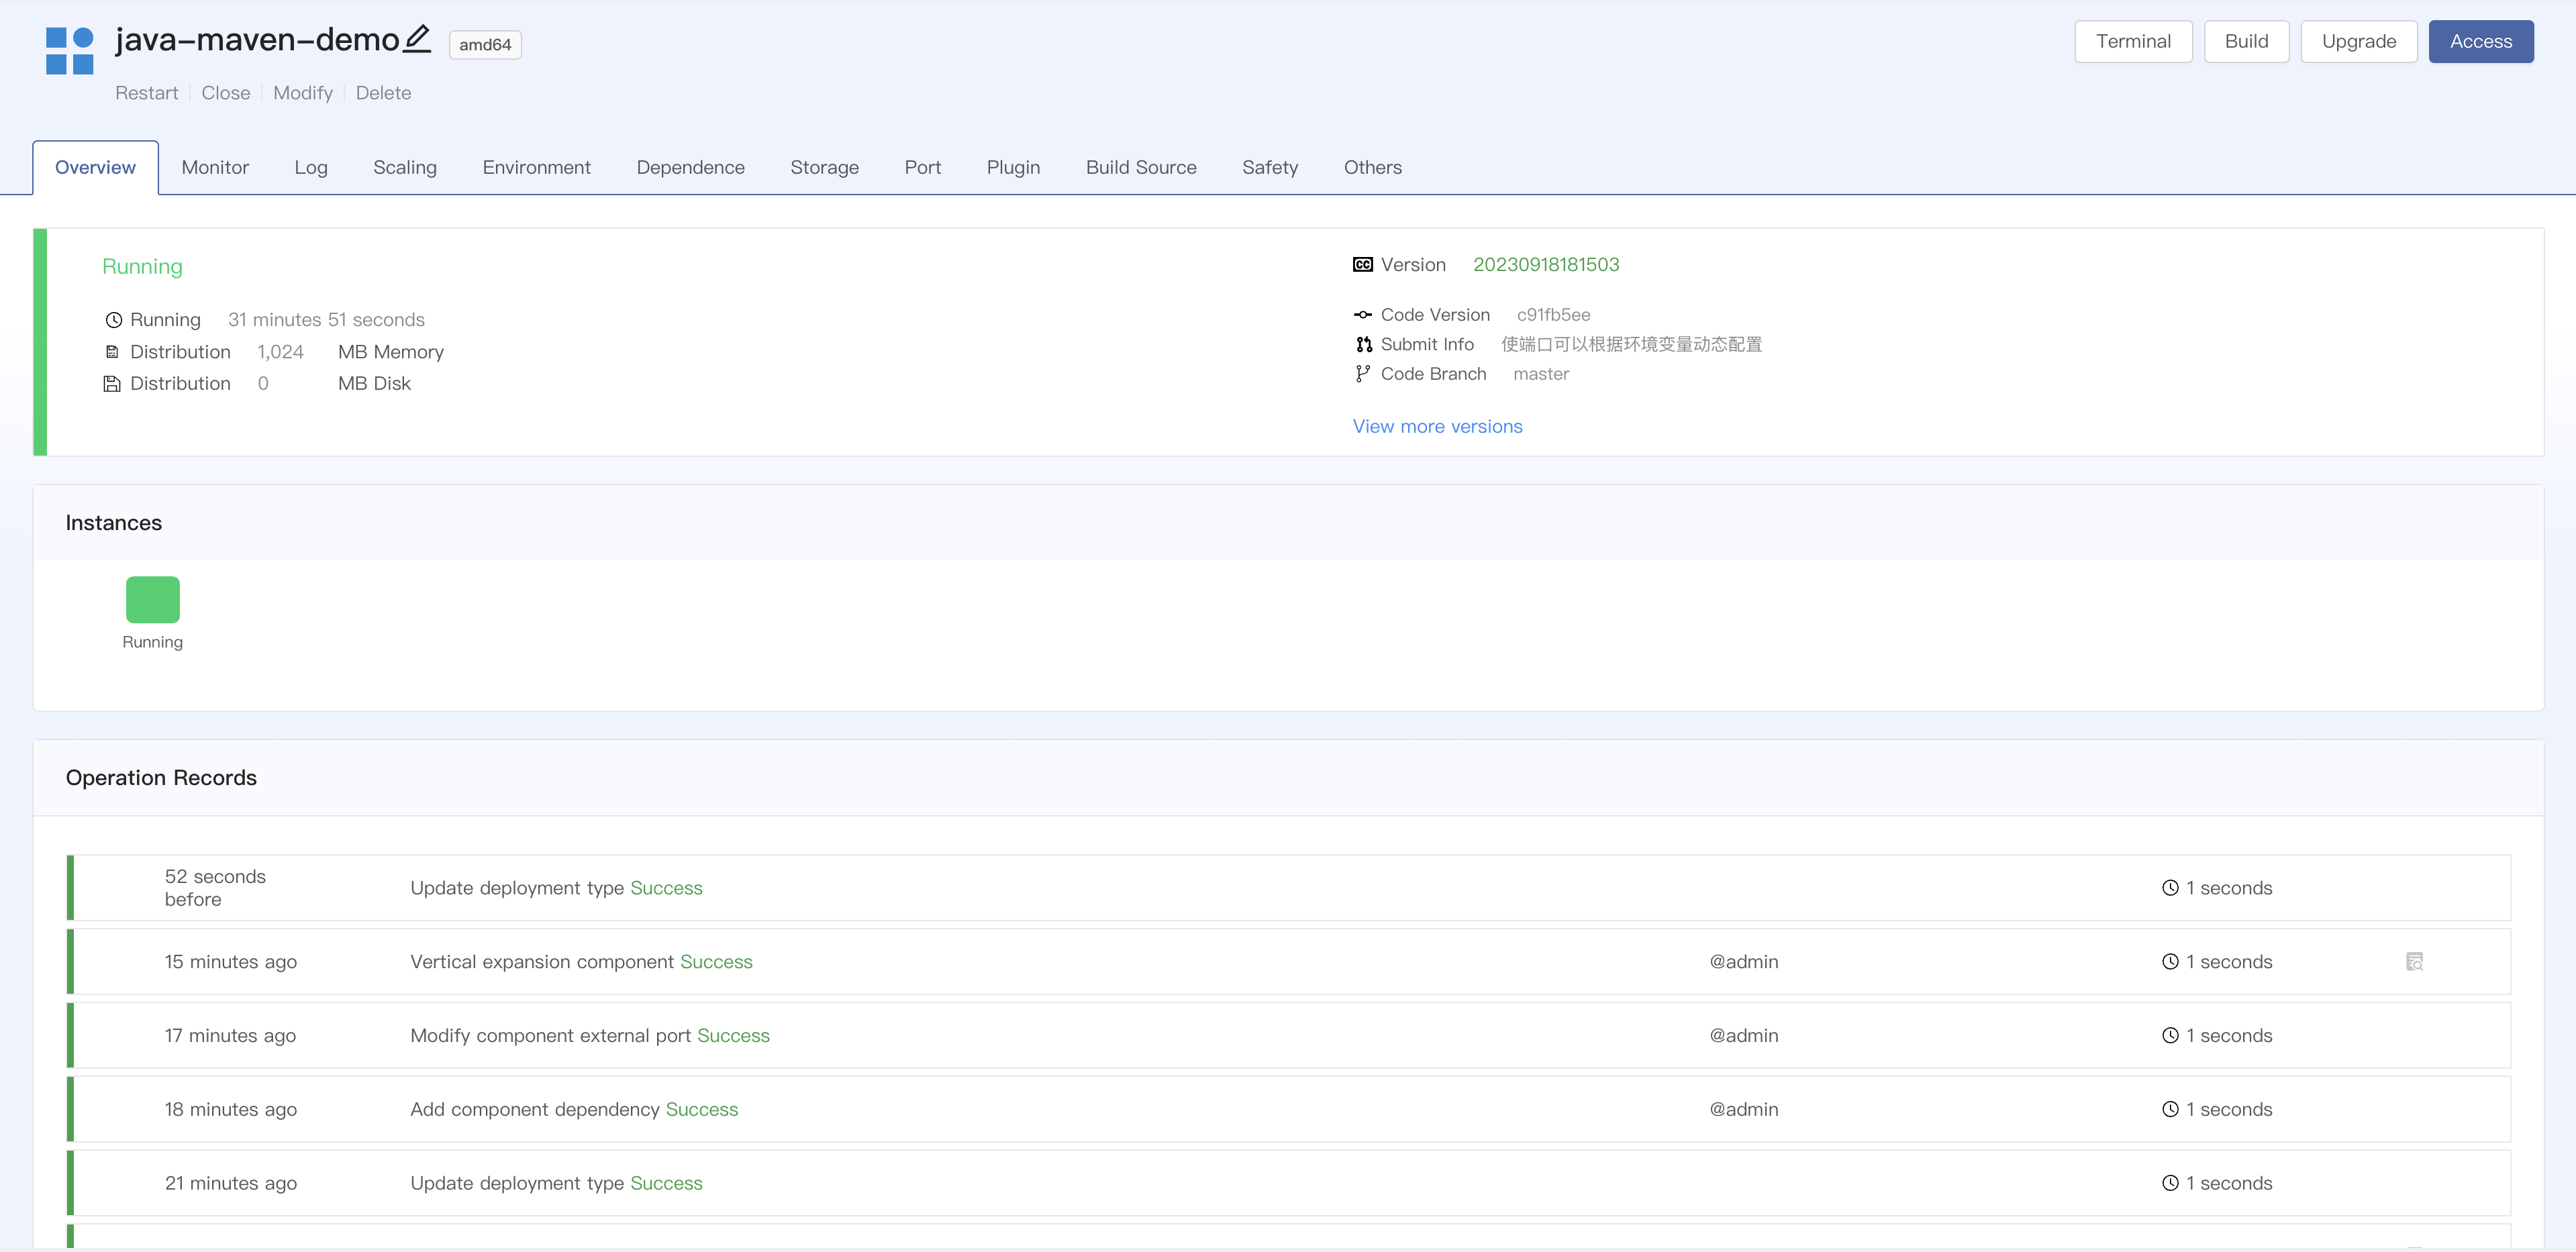 java-maven-demo amd64
Terminal Build Upgrade Access
Restart Close Modify Delete
Overview Monitor Log Scaling Environment Dependence Storage Port Plugin Build Source Safety Others
Running
Running 31 minutes 51 seconds
Distribution 1,024 MB Memory
Distribution 0 MB Disk
Version 20230918181503
Code Version c91fb5ee
Submit Info 使端口可以根据环境变量动态配置
Code Branch master
View more versions
Instances
Running
Operation Records
52 seconds
before
Update deployment type Success 1 seconds
15 minutes ago Vertical expansion component Success @admin 1 seconds
17 minutes ago Modify component external port Success @admin 1 seconds
18 minutes ago Add component dependency Success @admin 1 seconds
21 minutes ago Update deployment type Success 1 seconds